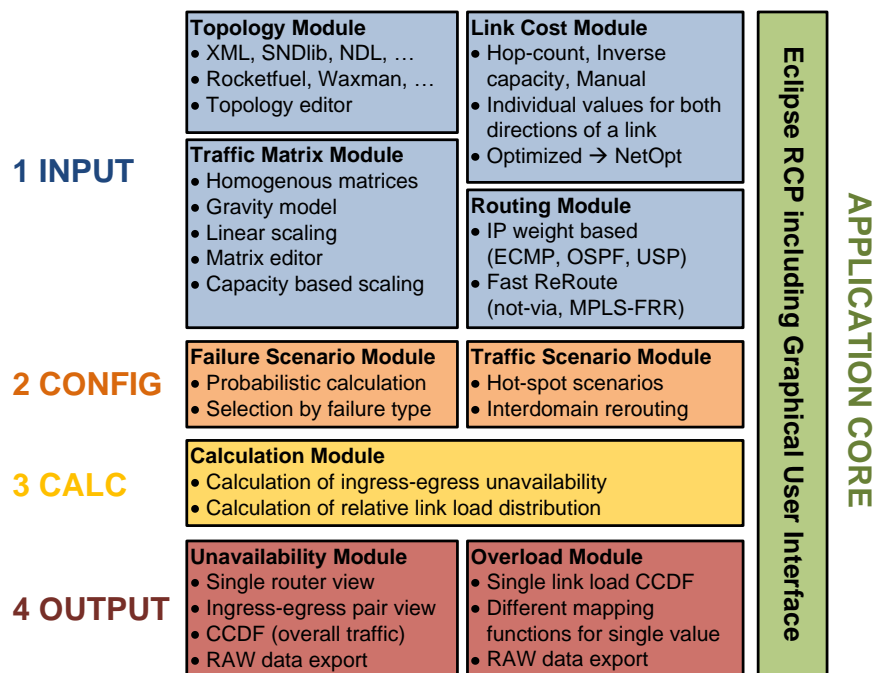 1 INPUT
Topology Module
• XML, SNDlib, NDL, …
• Rocketfuel, Waxman, …
• Topology editor
Traffic Matrix Module
• Homogenous matrices
• Gravity model
• Linear scaling
• Matrix editor
• Capacity based scaling
Link Cost Module
• Hop-count, Inverse
capacity, Manual
• Individual values for both
directions of a link
• Optimized → NetOpt
Routing Module
• IP weight based
(ECMP, OSPF, USP)
• Fast ReRoute
(not-via, MPLS-FRR)
2 CONFIG
Failure Scenario Module
• Probabilistic calculation
• Selection by failure type
Traffic Scenario Module
• Hot-spot scenarios
• Interdomain rerouting
3 CALC
Calculation Module
• Calculation of ingress-egress unavailability
• Calculation of relative link load distribution
4 OUTPUT
Unavailability Module
• Single router view
• Ingress-egress pair view
• CCDF (overall traffic)
• RAW data export
Overload Module
• Single link load CCDF
• Different mapping
functions for single value
• RAW data export
Eclipse RCP including Graphical User Interface
APPLICATION CORE